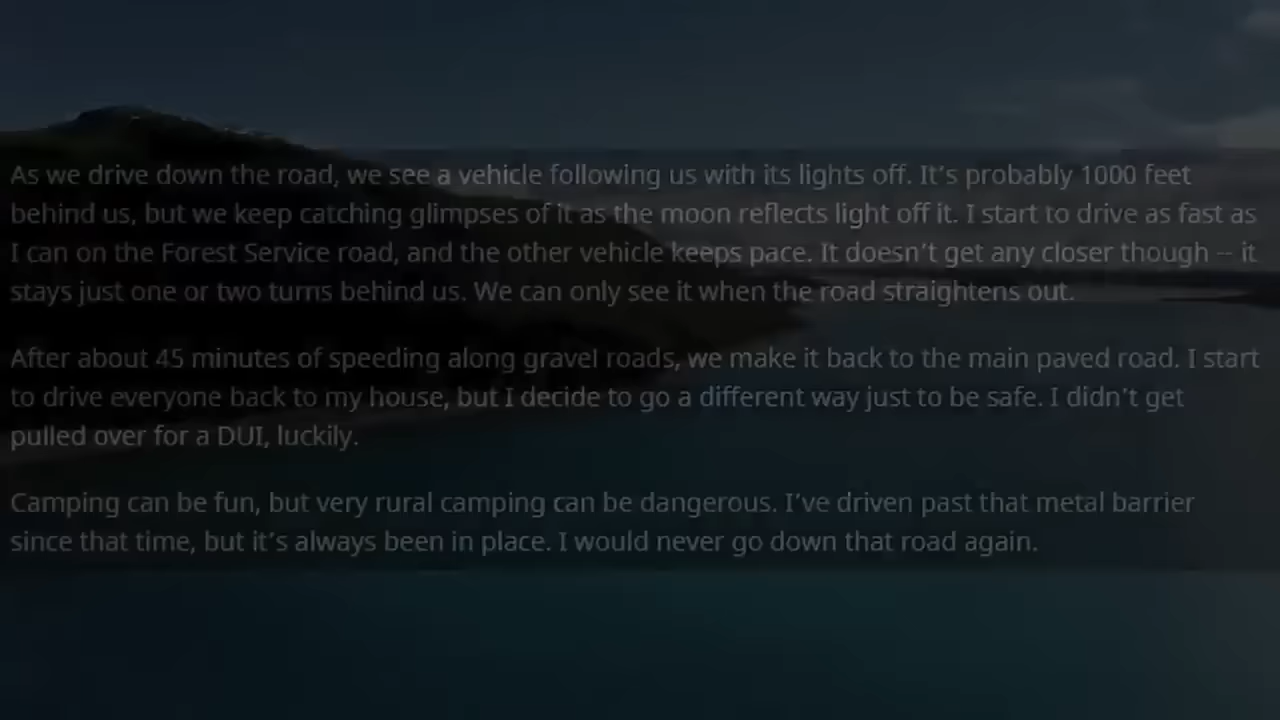 As we drive down the road, we see a vehicle following us with its lights off. It's probably 1000 feet
behind us, but we keep catching glimpses of it as the moon reflects light off it. I start to drive as fast as
I can on the Forest Service road, and the other vehicle keeps pace. It doesn't get any closer though -- it
stays just one or two turns behind us. We can only see it when the road straightens out.
After about 45 minutes of speeding along gravel roads, we make it back to the main paved road. I start
to drive everyone back to my house, but I decide to go a different way just to be safe. I didn't get
pulled over for a DUI, luckily.
Camping can be fun, but very rural camping can be dangerous. I've driven past that metal barrier
since that time, but it's always been in place. I would never go down that road again.